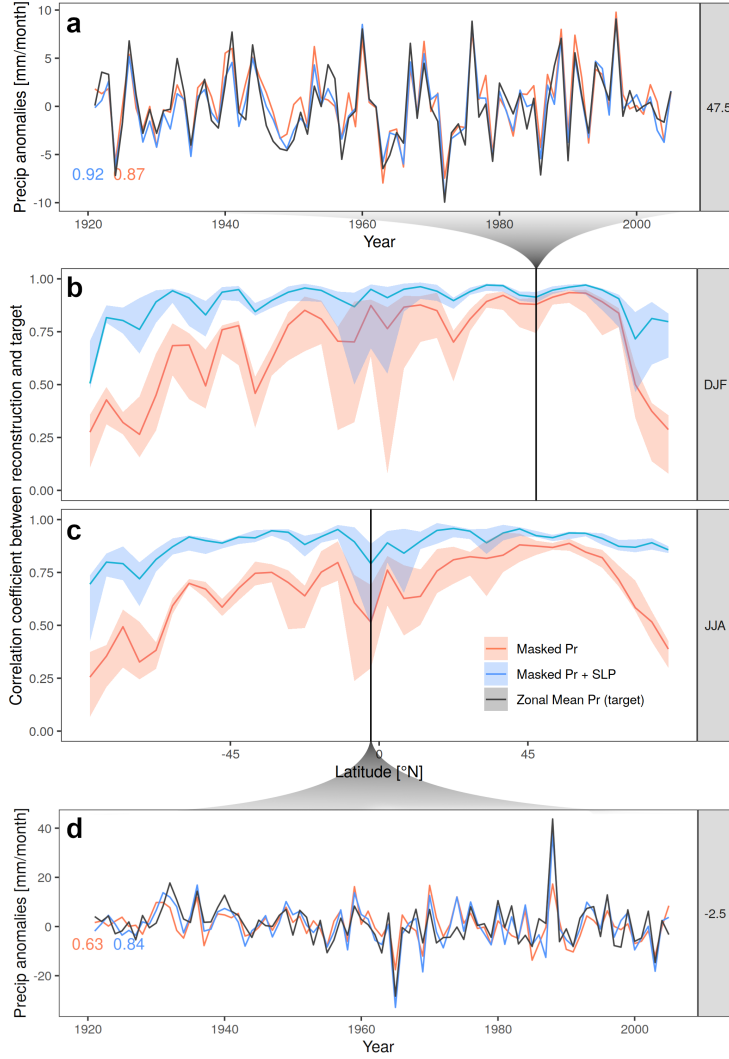 a
Precip anomalies [mm/month]
10
5
0
-5
-10
0.92 0.87
47.5
1920 1940 1960 1980 2000
Year
Correlation coefficient between reconstruction and target
b
1.00
0.75
0.50
0.25
0.00
DJF
c
1.00
0.75
0.50
0.25
0.00
JJA
Masked Pr
Masked Pr + SLP
Zonal Mean Pr (target)
-45 0 45
Latitude [°N]
d
Precip anomalies [mm/month]
40
20
0
-20
0.63 0.84
-2.5
1920 1940 1960 1980 2000
Year